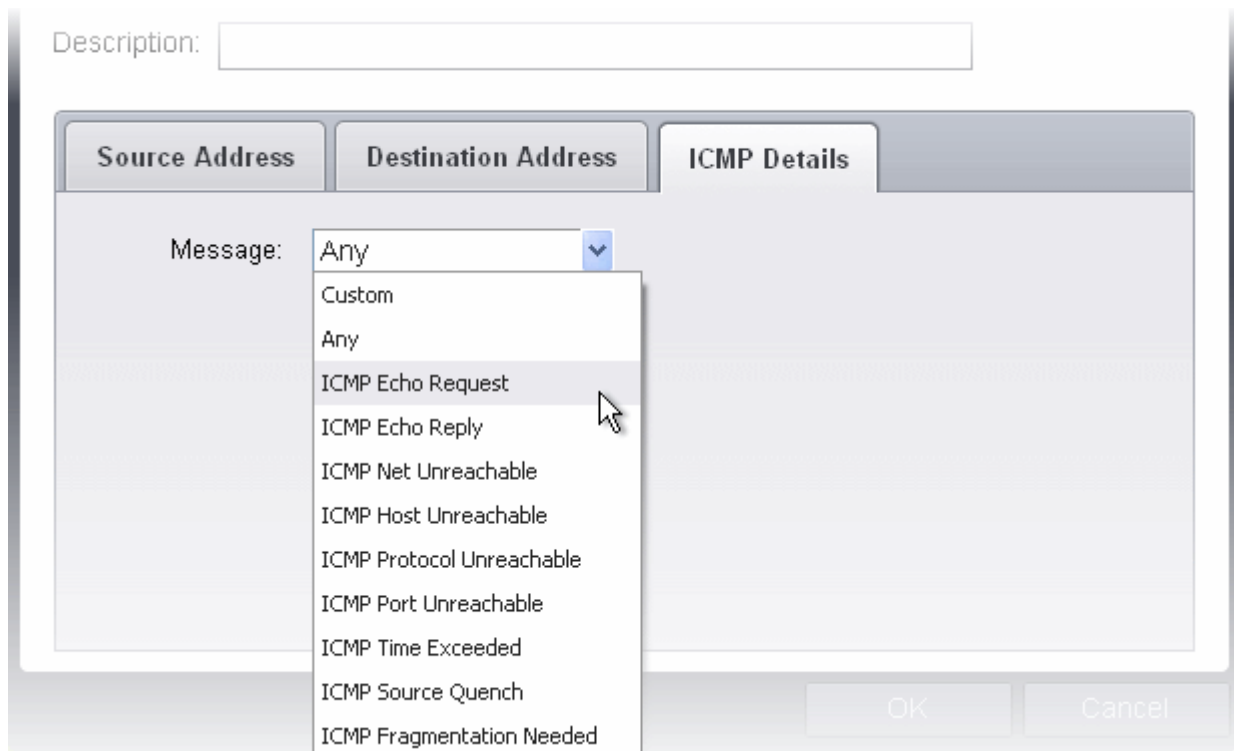 Description:
Source Address Destination Address ICMP Details
Message: Any
Custom
Any
ICMP Echo Request
ICMP Echo Reply
ICMP Net Unreachable
ICMP Host Unreachable
ICMP Protocol Unreachable
ICMP Port Unreachable
ICMP Time Exceeded
ICMP Source Quench
OK Cancel
ICMP Fragmentation Needed